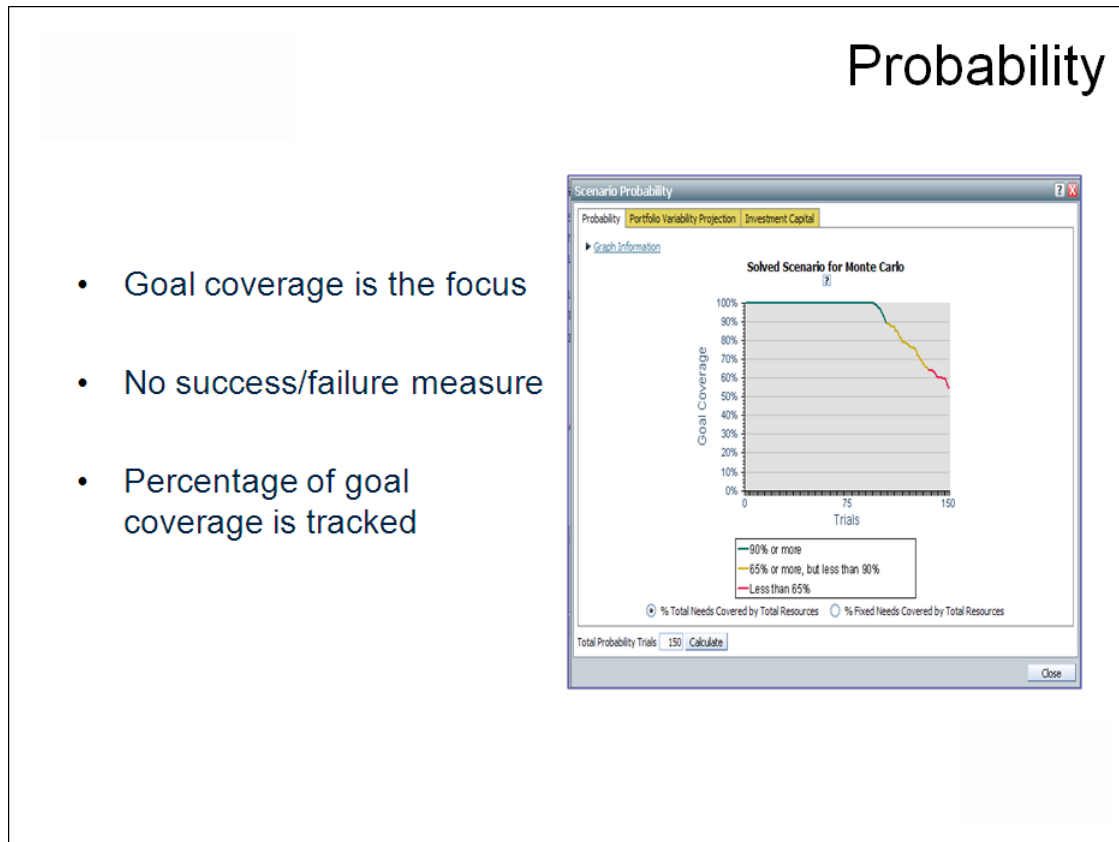 Probability
• Goal coverage is the focus
• No success/failure measure
• Percentage of goal
coverage is tracked
Scenario Probability
Probability Portfolio Variability Projection Investment Capital
Graph Information
Solved Scenario for Monte Carlo
?
100%
90%
80%
70%
60%
50%
40%
30%
20%
10%
0%
Goal Coverage
0 75 150
Trials
90% or more
65% or more, but less than 90%
Less than 65%
% Total Needs Covered by Total Resources % Fixed Needs Covered by Total Resources
Total Probability Trials 150 Calculate
Close